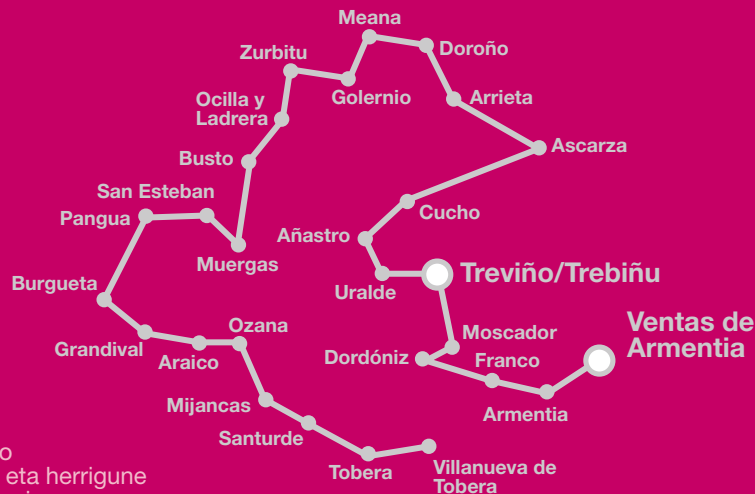 Meana
Doroño
Zurbitu
Golernio
Arrieta
Ocilla y
Ladrera
Ascarza
Busto
San Esteban
Pangua
Cucho
Añastro
Muergas
Burgueta
Uralde
Treviño/Trebiñu
Ozana
Grandival
Araico
Moscador
Dordóniz
Franco
Ventas de
Armentia
Mijancas
Armentia
Santurde
Tobera
Villanueva de
Tobera
eta herrigune